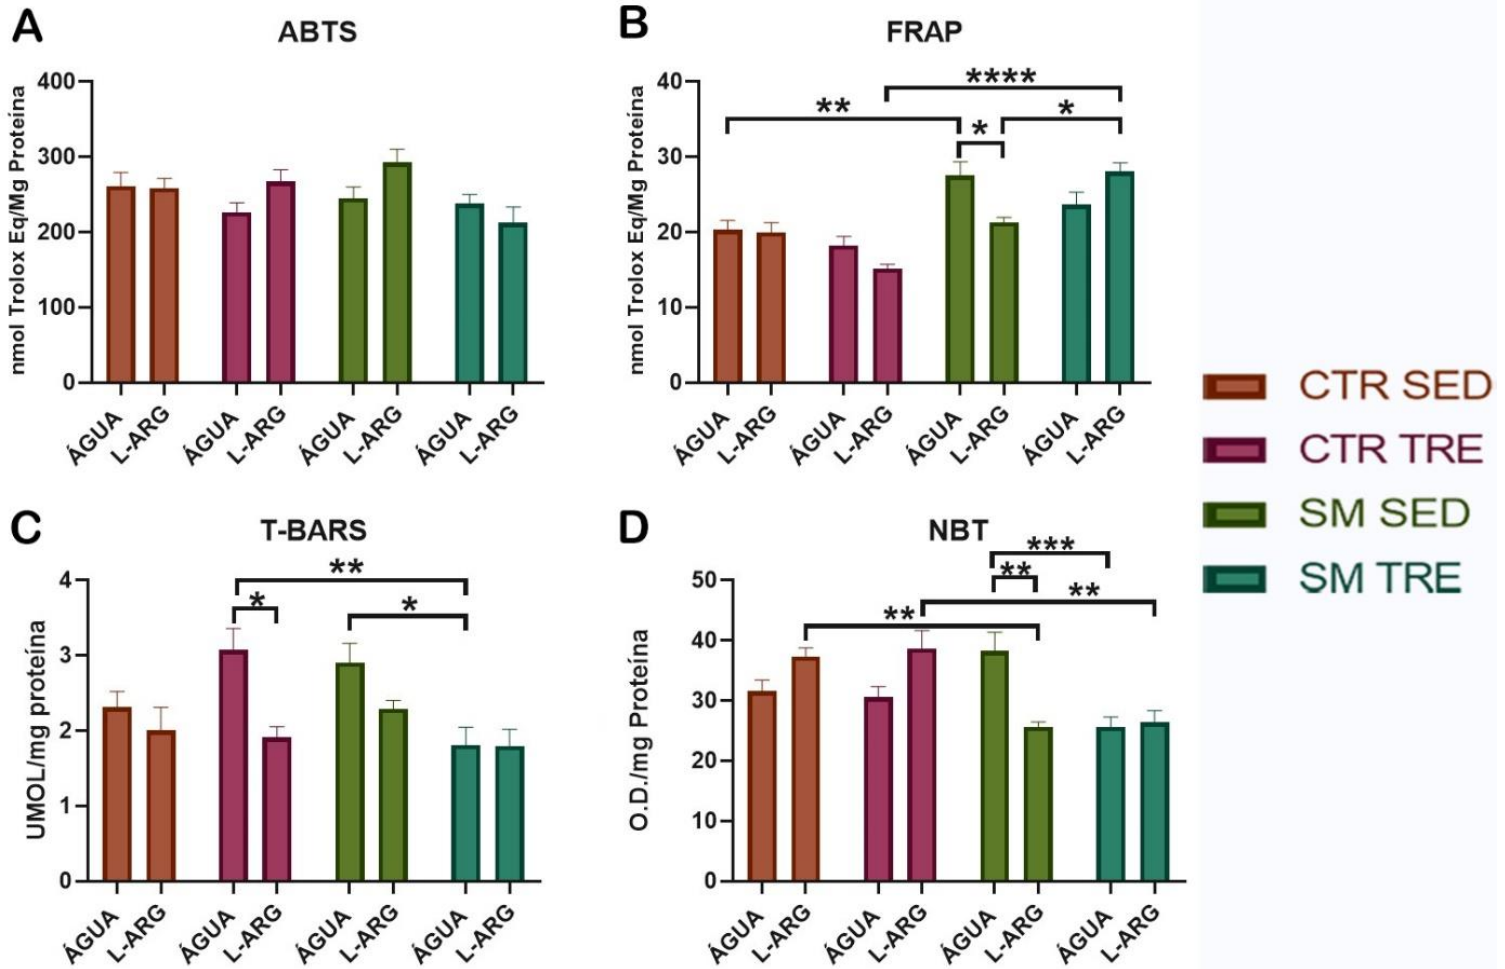 A
ABTS
nmol Trolox Eq/Mg Proteína
400
300
200
100
0
ÁGUA
L-ARG
ÁGUA
L-ARG
ÁGUA
L-ARG
ÁGUA
L-ARG
B
FRAP
nmol Trolox Eq/Mg Proteína
40
30
20
10
0
****
**
*
*
ÁGUA
L-ARG
ÁGUA
L-ARG
ÁGUA
L-ARG
ÁGUA
L-ARG
C
T-BARS
UMOL/mg proteína
4
3
2
1
0
**
*
*
ÁGUA
L-ARG
ÁGUA
L-ARG
ÁGUA
L-ARG
ÁGUA
L-ARG
D
NBT
O.D./mg Proteína
50
40
30
20
10
0
***
**
**
**
ÁGUA
L-ARG
ÁGUA
L-ARG
ÁGUA
L-ARG
ÁGUA
L-ARG
CTR SED
CTR TRE
SM SED
SM TRE